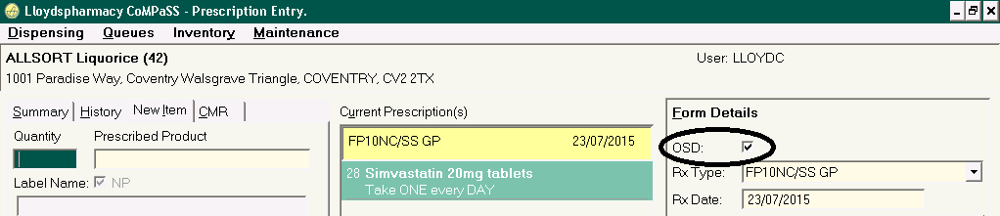 Lloydspharmacy CoMPaSS - Prescription Entry.
Dispensing Queues Inventory Maintenance
ALLSORT Liquorice (42)
User: LLOYDC
1001 Paradise Way, Coventry Walsgrave Triangle, COVENTRY, CV2 2TX
Summary History New Item CMR
Quantity Prescribed Product
Label Name: NP
Current Prescription(s)
FP10NC/SS GP 23/07/2015
28 Simvastatin 20mg tablets
Take ONE every DAY
Form Details
OSD:
Rx Type: FP10NC/SS GP
Rx Date: 23/07/2015